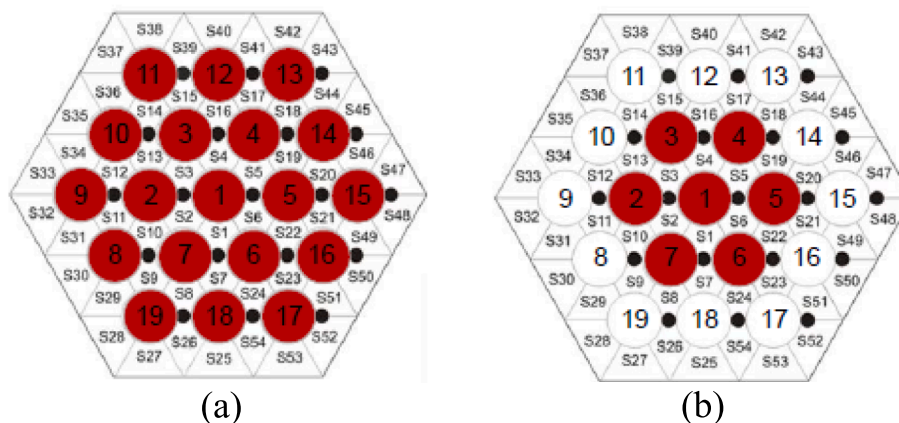 S38 S40 S42
S37 S39 S41 S43
11 12 13
S36 S15 S17 S44
S35 S14 S16 S18 S45
10 3 4 14
S34 S13 S4 S19 S46
S33 S12 S3 S5 S20 S47
9 2 1 5 15
S32 S11 S2 S6 S21 S48
S31 S10 S1 S22 S49
8 7 6 16
S30 S9 S7 S23 S50
S29 S8 S24 S51
19 18 17
S28 S26 S54 S52
S27 S25 S53
(a)
S38 S40 S42
S37 S39 S41 S43
11 12 13
S36 S15 S17 S44
S35 S14 S16 S18 S45
10 3 4 14
S34 S13 S4 S19 S46
S33 S12 S3 S5 S20 S47
9 2 1 5 15
S32 S11 S2 S6 S21 S48
S31 S10 S1 S22 S49
8 7 6 16
S30 S9 S7 S23 S50
S29 S8 S24 S51
19 18 17
S28 S26 S54 S52
S27 S25 S53
(b)